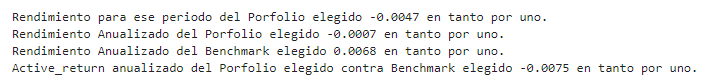 Rendimiento para ese periodo del Porfolio elegido -0.0047 en tanto por uno.
Rendimiento Anualizado del Porfolio elegido -0.0007 en tanto por uno.
Rendimiento Anualizado del Benchmark elegido 0.0068 en tanto por uno.
Active_return anualizado del Porfolio elegido contra Benchmark elegido -0.0075 en tanto por uno.